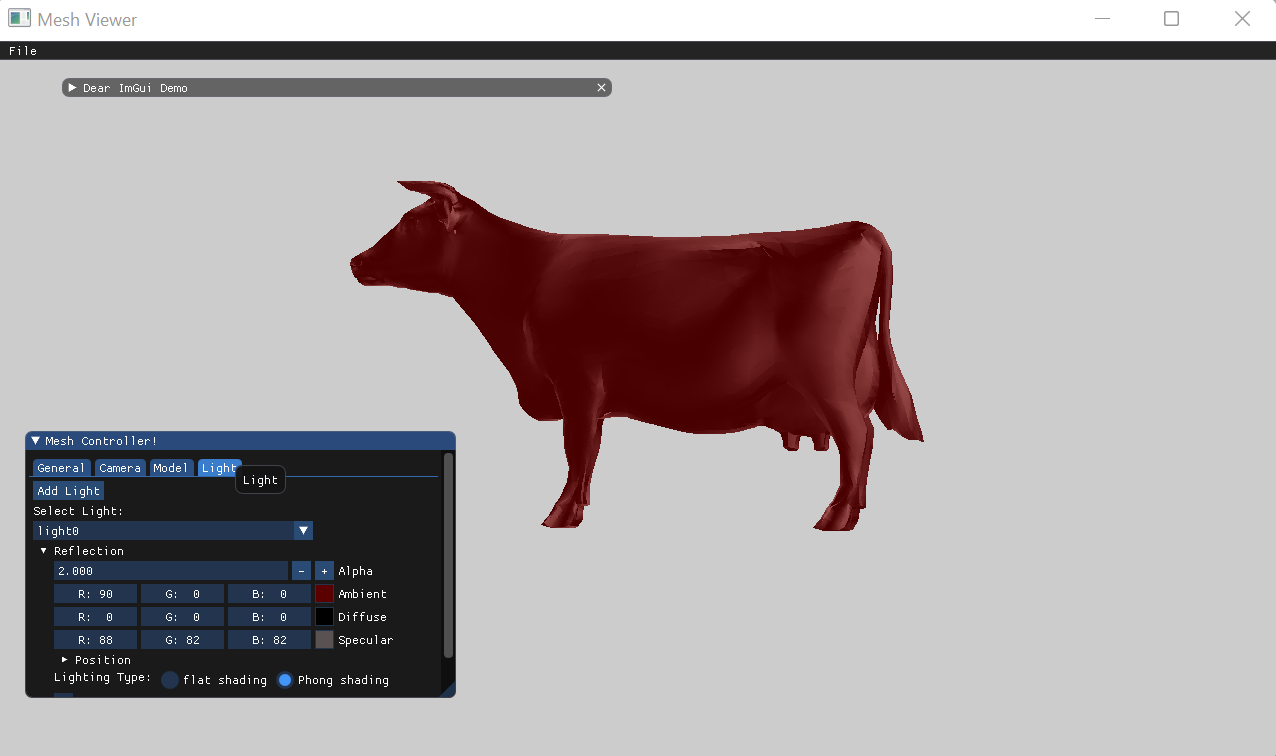 Mesh Viewer
File
Dear ImGui Demo
Mesh Controller!
General Camera Model Light
Light
Add Light
Select Light:
light0
Reflection
2.000 - + Alpha
R: 90 G: 0 B: 0 Ambient
R: 0 G: 0 B: 0 Diffuse
R: 88 G: 82 B: 82 Specular
Position
Lighting Type: flat shading Phong shading